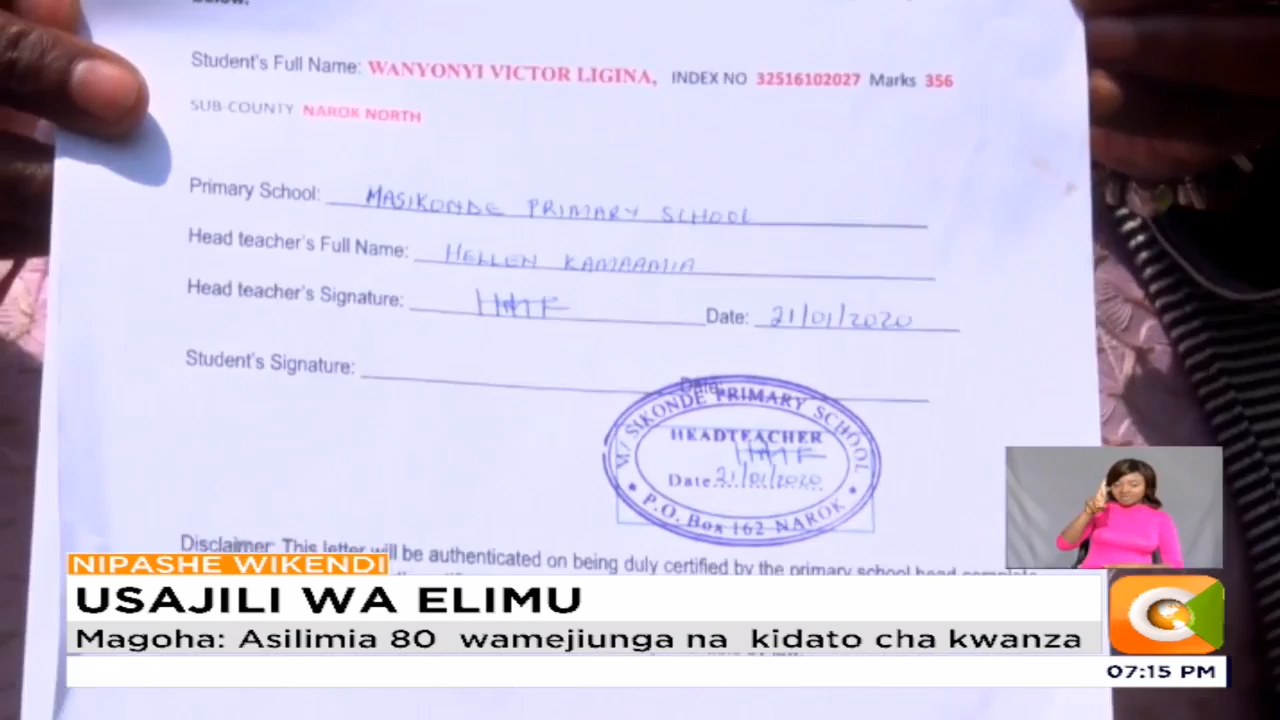 below.
Student's Full Name: WANYONYI VICTOR LIGINA, INDEX NO 32516102027 Marks 356
SUB-COUNTY NAROK NORTH
Primary School: MASIKONDE PRIMARY SCHOOL
Head teacher's Full Name: HELLEN KAMAAMIA
Head teacher's Signature: Date: 21/01/2020
Student's Signature: Date:
MASIKONDE PRIMARY SCHOOL
HEADTEACHER
Date 21/01/2020
P.O. Box 162 NAROK
Disclaimer: This letter will be authenticated on being duly certified by the primary school head
NIPASHE WIKENDI
USAJILI WA ELIMU
Magoha: Asilimia 80 wamejiunga na kidato cha kwanza
07:15 PM